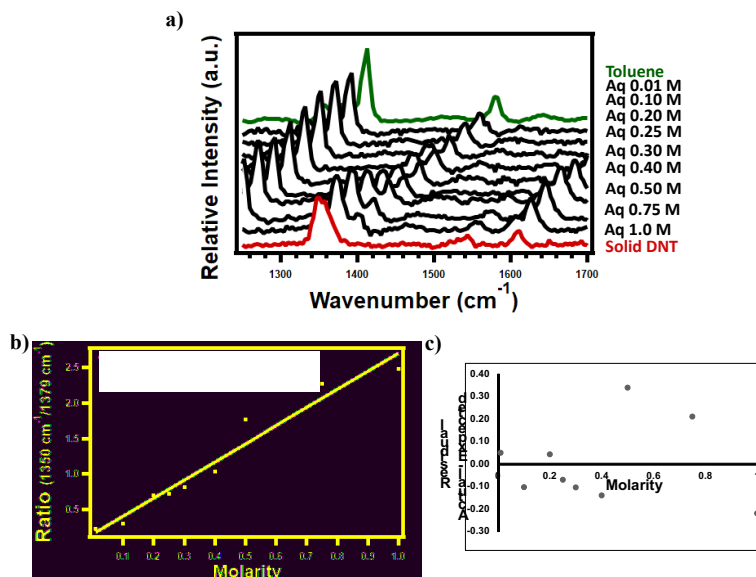 a)
Relative Intensity (a.u.)
Toluene
Aq 0.01 M
Aq 0.10 M
Aq 0.20 M
Aq 0.25 M
Aq 0.30 M
Aq 0.40 M
Aq 0.50 M
Aq 0.75 M
Aq 1.0 M
Solid DNT
1300 1400 1500 1600 1700
Wavenumber (cm⁻¹)
b)
Ratio (1350 cm⁻¹/1379 cm⁻¹)
2.5
2.0
1.5
1.0
0.5
0.1 0.2 0.3 0.4 0.5 0.6 0.7 0.8 0.9 1.0
Molarity
c)
0.40
0.30
0.20
0.10
0.00
-0.10
-0.20
-0.30
0.2 0.4 0.6 0.8
Molarity